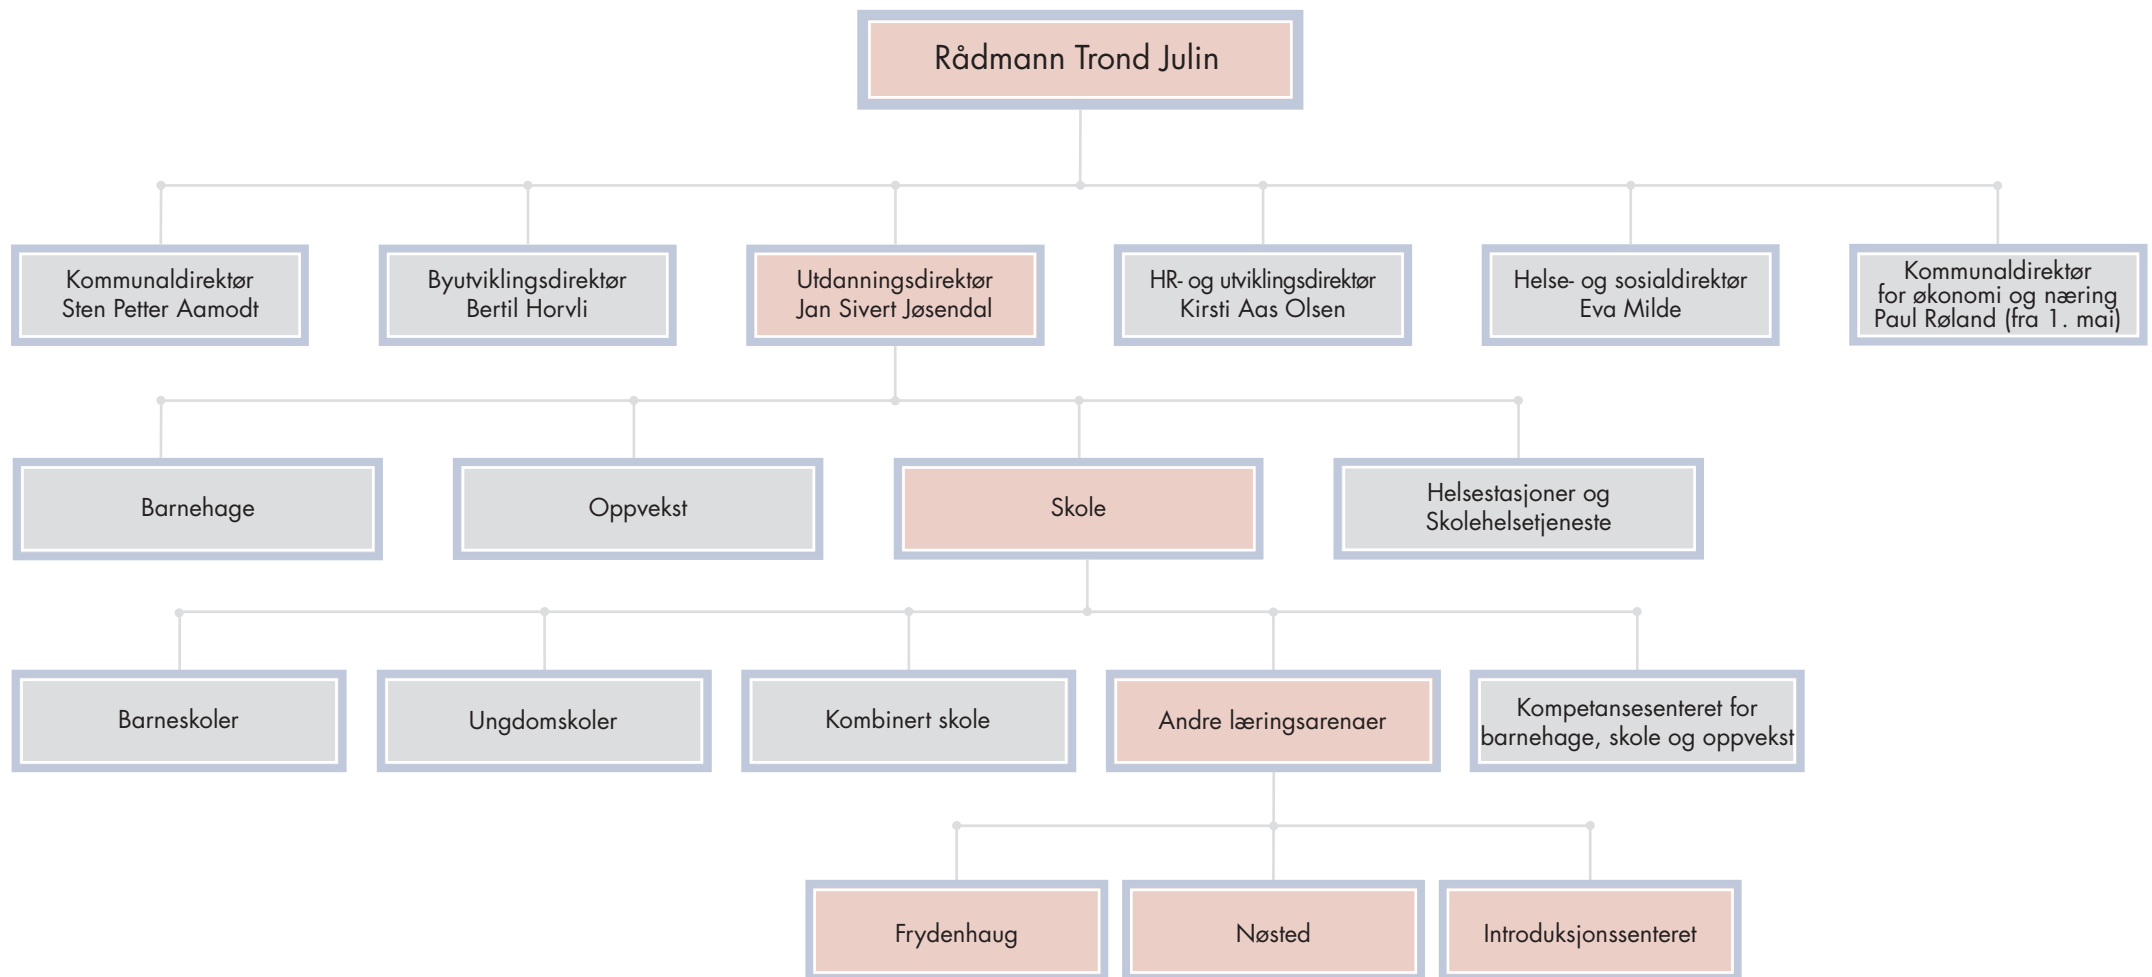 Rådmann Trond Julin
Kommunaldirektør
Sten Petter Aamodt
Byutviklingsdirektør
Bertil Horvli
Utdanningsdirektør
Jan Sivert Jøsendal
HR- og utviklingsdirektør
Kirsti Aas Olsen
Helse- og sosialdirektør
Eva Milde
Kommunaldirektør
for økonomi og næring
Paul Røland (fra 1. mai)
Barnehage
Oppvekst
Skole
Helsestasjoner og
Skolehelsetjeneste
Barneskoler
Ungdomskoler
Kombinert skole
Andre læringsarenaer
Kompetansesenteret for
barnehage, skole og oppvekst
Frydenhaug
Nøsted
Introduksjonssenteret